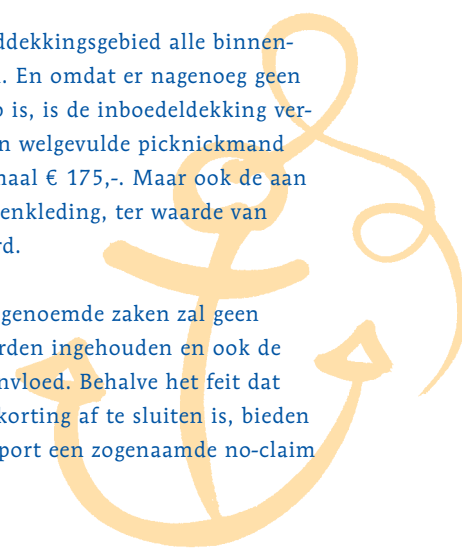 ddekkingsgebied alle binnen-
. En omdat er nagenoeg geen
is, is de inboedeldekking ver-
n welgevulde picknickmand
naal € 175,-. Maar ook de aan
enkleding, ter waarde van
rd.
genoemde zaken zal geen
rden ingehouden en ook de
nvloed. Behalve het feit dat
korting af te sluiten is, bieden
port een zogenaamde no-claim